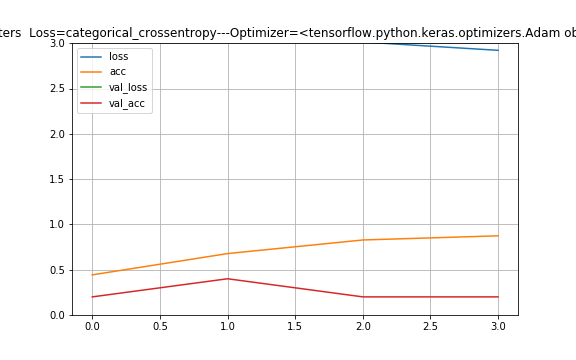 ters Loss=categorical_crossentropy---Optimizer=<tensorflow.python.keras.optimizers.Adam ob
3.0
2.5
2.0
1.5
1.0
0.5
0.0
loss
acc
val_loss
val_acc
0.0 0.5 1.0 1.5 2.0 2.5 3.0